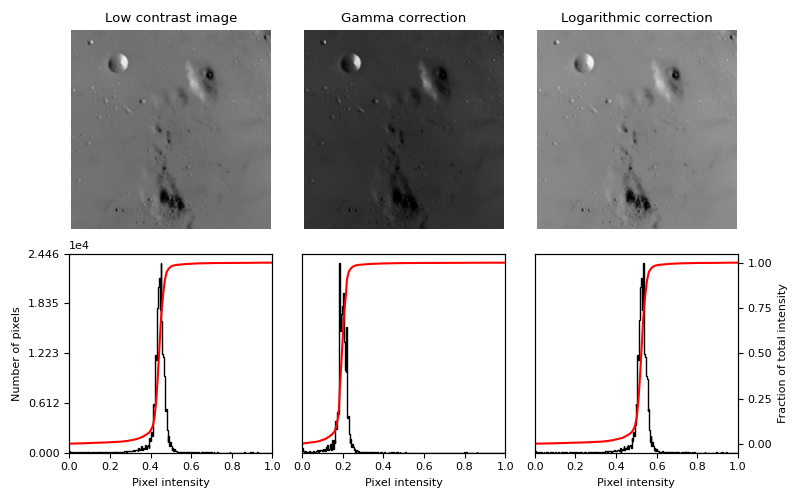 Low contrast image
Gamma correction
Logarithmic correction
1e4
2.446
1.835
1.223
0.612
0.000
Number of pixels
0.0 0.2 0.4 0.6 0.8 1.0
Pixel intensity
0.0 0.2 0.4 0.6 0.8 1.0
Pixel intensity
0.0 0.2 0.4 0.6 0.8 1.0
Pixel intensity
1.00
0.75
0.50
0.25
0.00
Fraction of total intensity